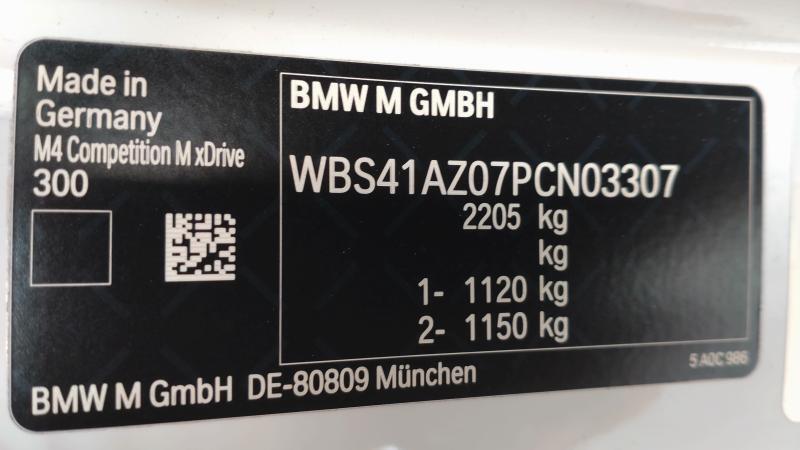 Made in
Germany
M4 Competition M xDrive
300
BMW M GMBH
WBS41AZ07PCN03307
2205 kg
kg
1- 1120 kg
2- 1150 kg
5 A0C 986
BMW M GmbH DE-80809 München